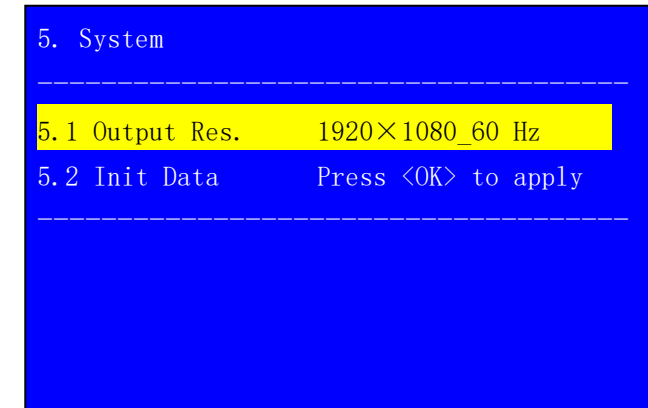 5. System
5.1 Output Res. 1920×1080_60 Hz
5.2 Init Data Press <OK> to apply